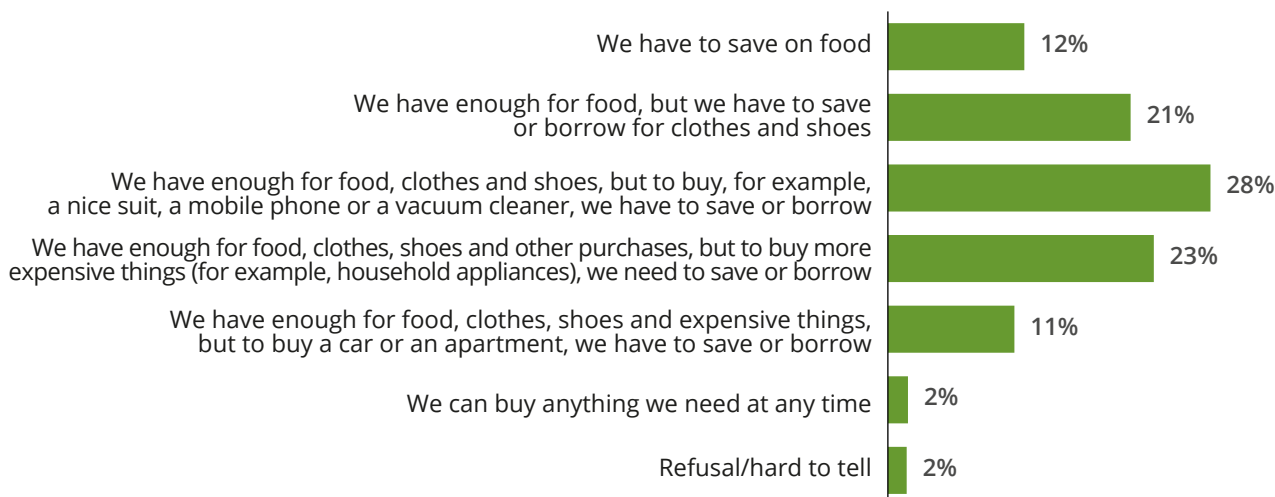 We have to save on food
12%
We have enough for food, but we have to save
or borrow for clothes and shoes
21%
We have enough for food, clothes and shoes, but to buy, for example,
a nice suit, a mobile phone or a vacuum cleaner, we have to save or borrow
28%
We have enough for food, clothes, shoes and other purchases, but to buy more
expensive things (for example, household appliances), we need to save or borrow
23%
We have enough for food, clothes, shoes and expensive things,
but to buy a car or an apartment, we have to save or borrow
11%
We can buy anything we need at any time
2%
Refusal/hard to tell
2%